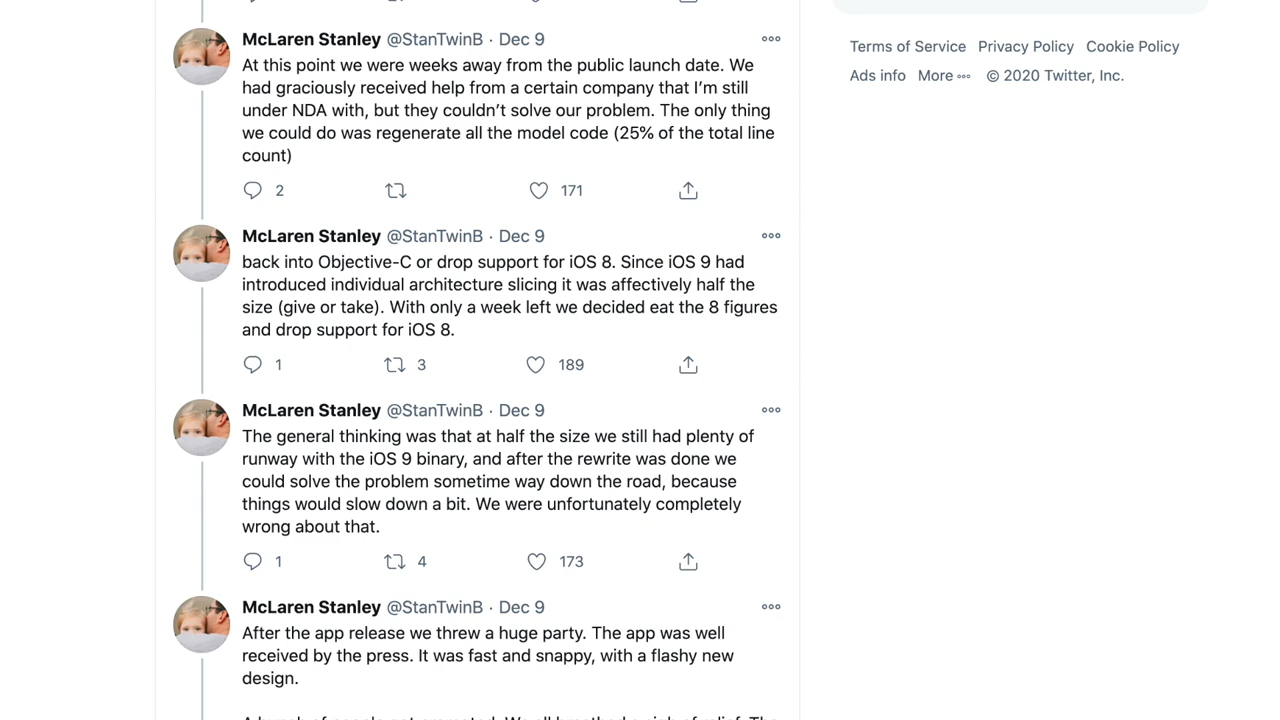 McLaren Stanley @StanTwinB · Dec 9
At this point we were weeks away from the public launch date. We
had graciously received help from a certain company that I’m still
under NDA with, but they couldn’t solve our problem. The only thing
we could do was regenerate all the model code (25% of the total line
count)
2 171
McLaren Stanley @StanTwinB · Dec 9
back into Objective-C or drop support for iOS 8. Since iOS 9 had
introduced individual architecture slicing it was affectively half the
size (give or take). With only a week left we decided eat the 8 figures
and drop support for iOS 8.
1 3 189
McLaren Stanley @StanTwinB · Dec 9
The general thinking was that at half the size we still had plenty of
runway with the iOS 9 binary, and after the rewrite was done we
could solve the problem sometime way down the road, because
things would slow down a bit. We were unfortunately completely
wrong about that.
1 4 173
McLaren Stanley @StanTwinB · Dec 9
After the app release we threw a huge party. The app was well
received by the press. It was fast and snappy, with a flashy new
design.
Terms of Service Privacy Policy Cookie Policy
Ads info More © 2020 Twitter, Inc.